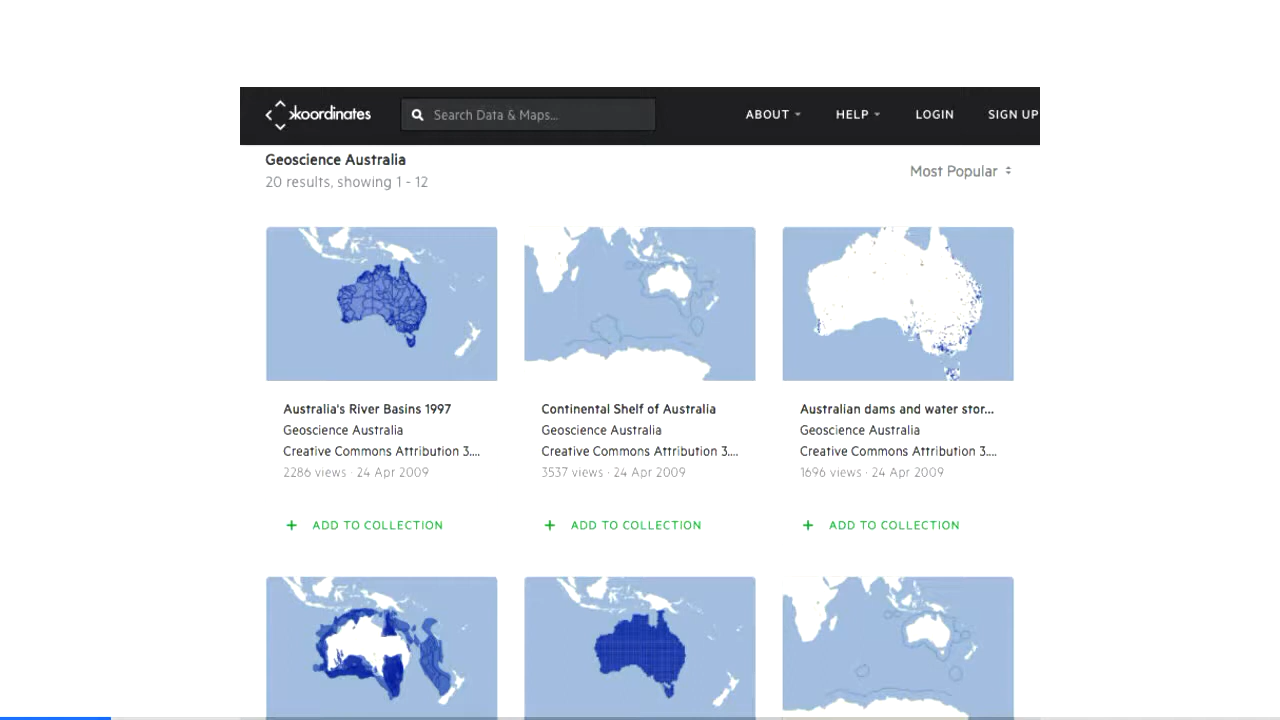 koordinates
Search Data & Maps...
ABOUT
HELP
LOGIN
SIGN UP
Geoscience Australia
20 results, showing 1 - 12
Most Popular
Australia's River Basins 1997
Geoscience Australia
Creative Commons Attribution 3....
2286 views · 24 Apr 2009
+ ADD TO COLLECTION
Continental Shelf of Australia
Geoscience Australia
Creative Commons Attribution 3....
3537 views · 24 Apr 2009
+ ADD TO COLLECTION
Australian dams and water stor...
Geoscience Australia
Creative Commons Attribution 3....
1696 views · 24 Apr 2009
+ ADD TO COLLECTION